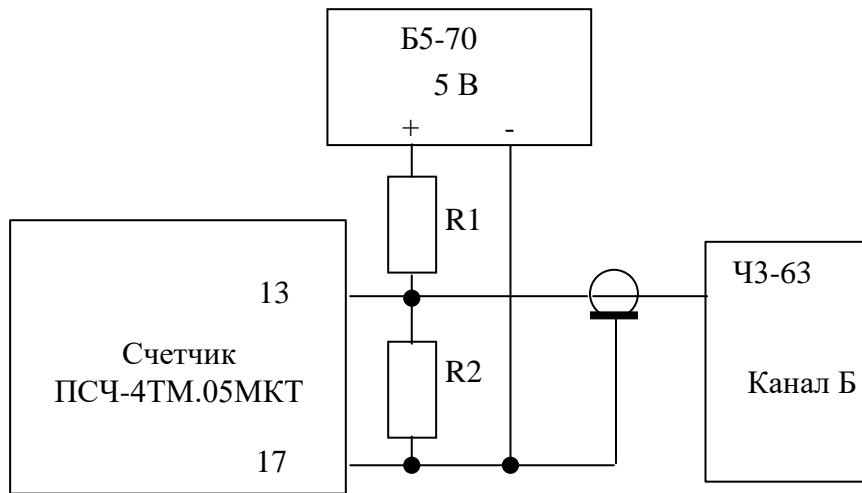 Б5-70
5 В
+ -
R1
13
Ч3-63
Счетчик
ПСЧ-4ТМ.05МКТ
R2
Канал Б
17